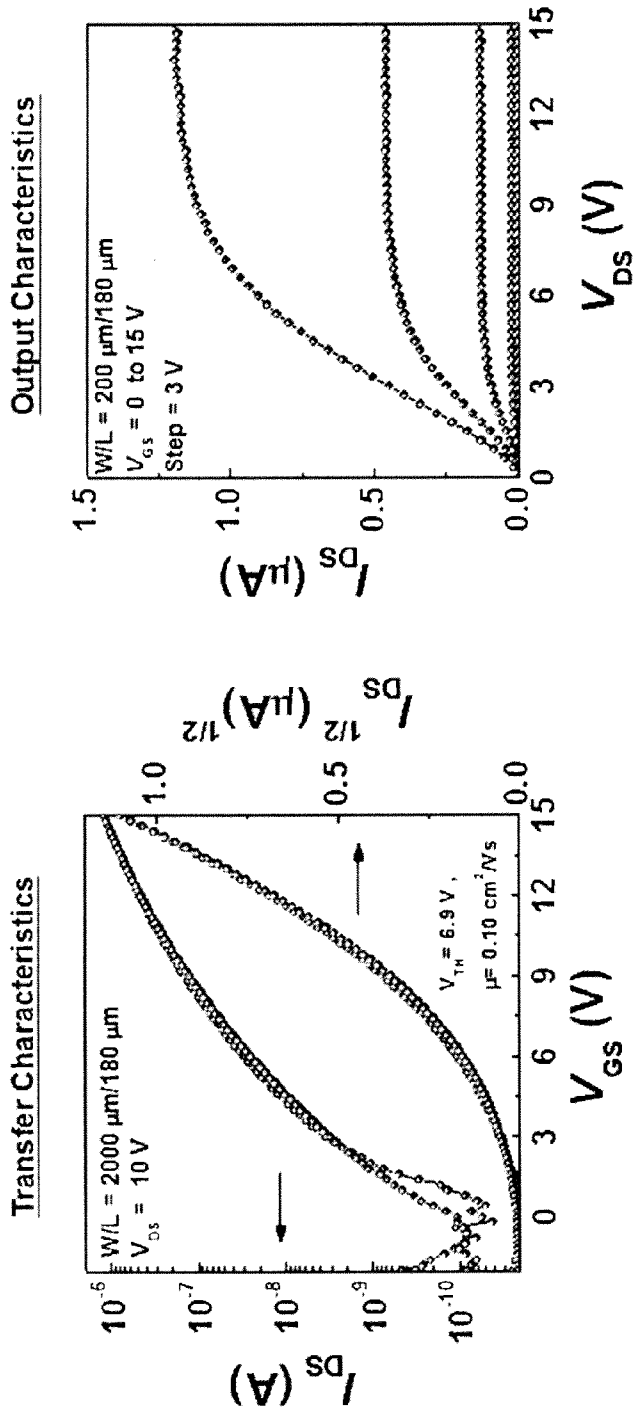 Transfer Characteristics
W/L = 2000 μm/180 μm
V_DS = 10 V
V_TH = 6.9 V ,
μ= 0.10 cm²/Vs
I_DS (A)
10⁻⁶
10⁻⁷
10⁻⁸
10⁻⁹
10⁻¹⁰
0 3 6 9 12 15
V_GS (V)
1.0
0.5
0.0
I_DS^1/2 (μA)^1/2
Output Characteristics
W/L = 200 μm/180 μm
V_GS = 0 to 15 V
Step = 3 V
I_DS (μA)
1.5
1.0
0.5
0.0
0 3 6 9 12 15
V_DS (V)